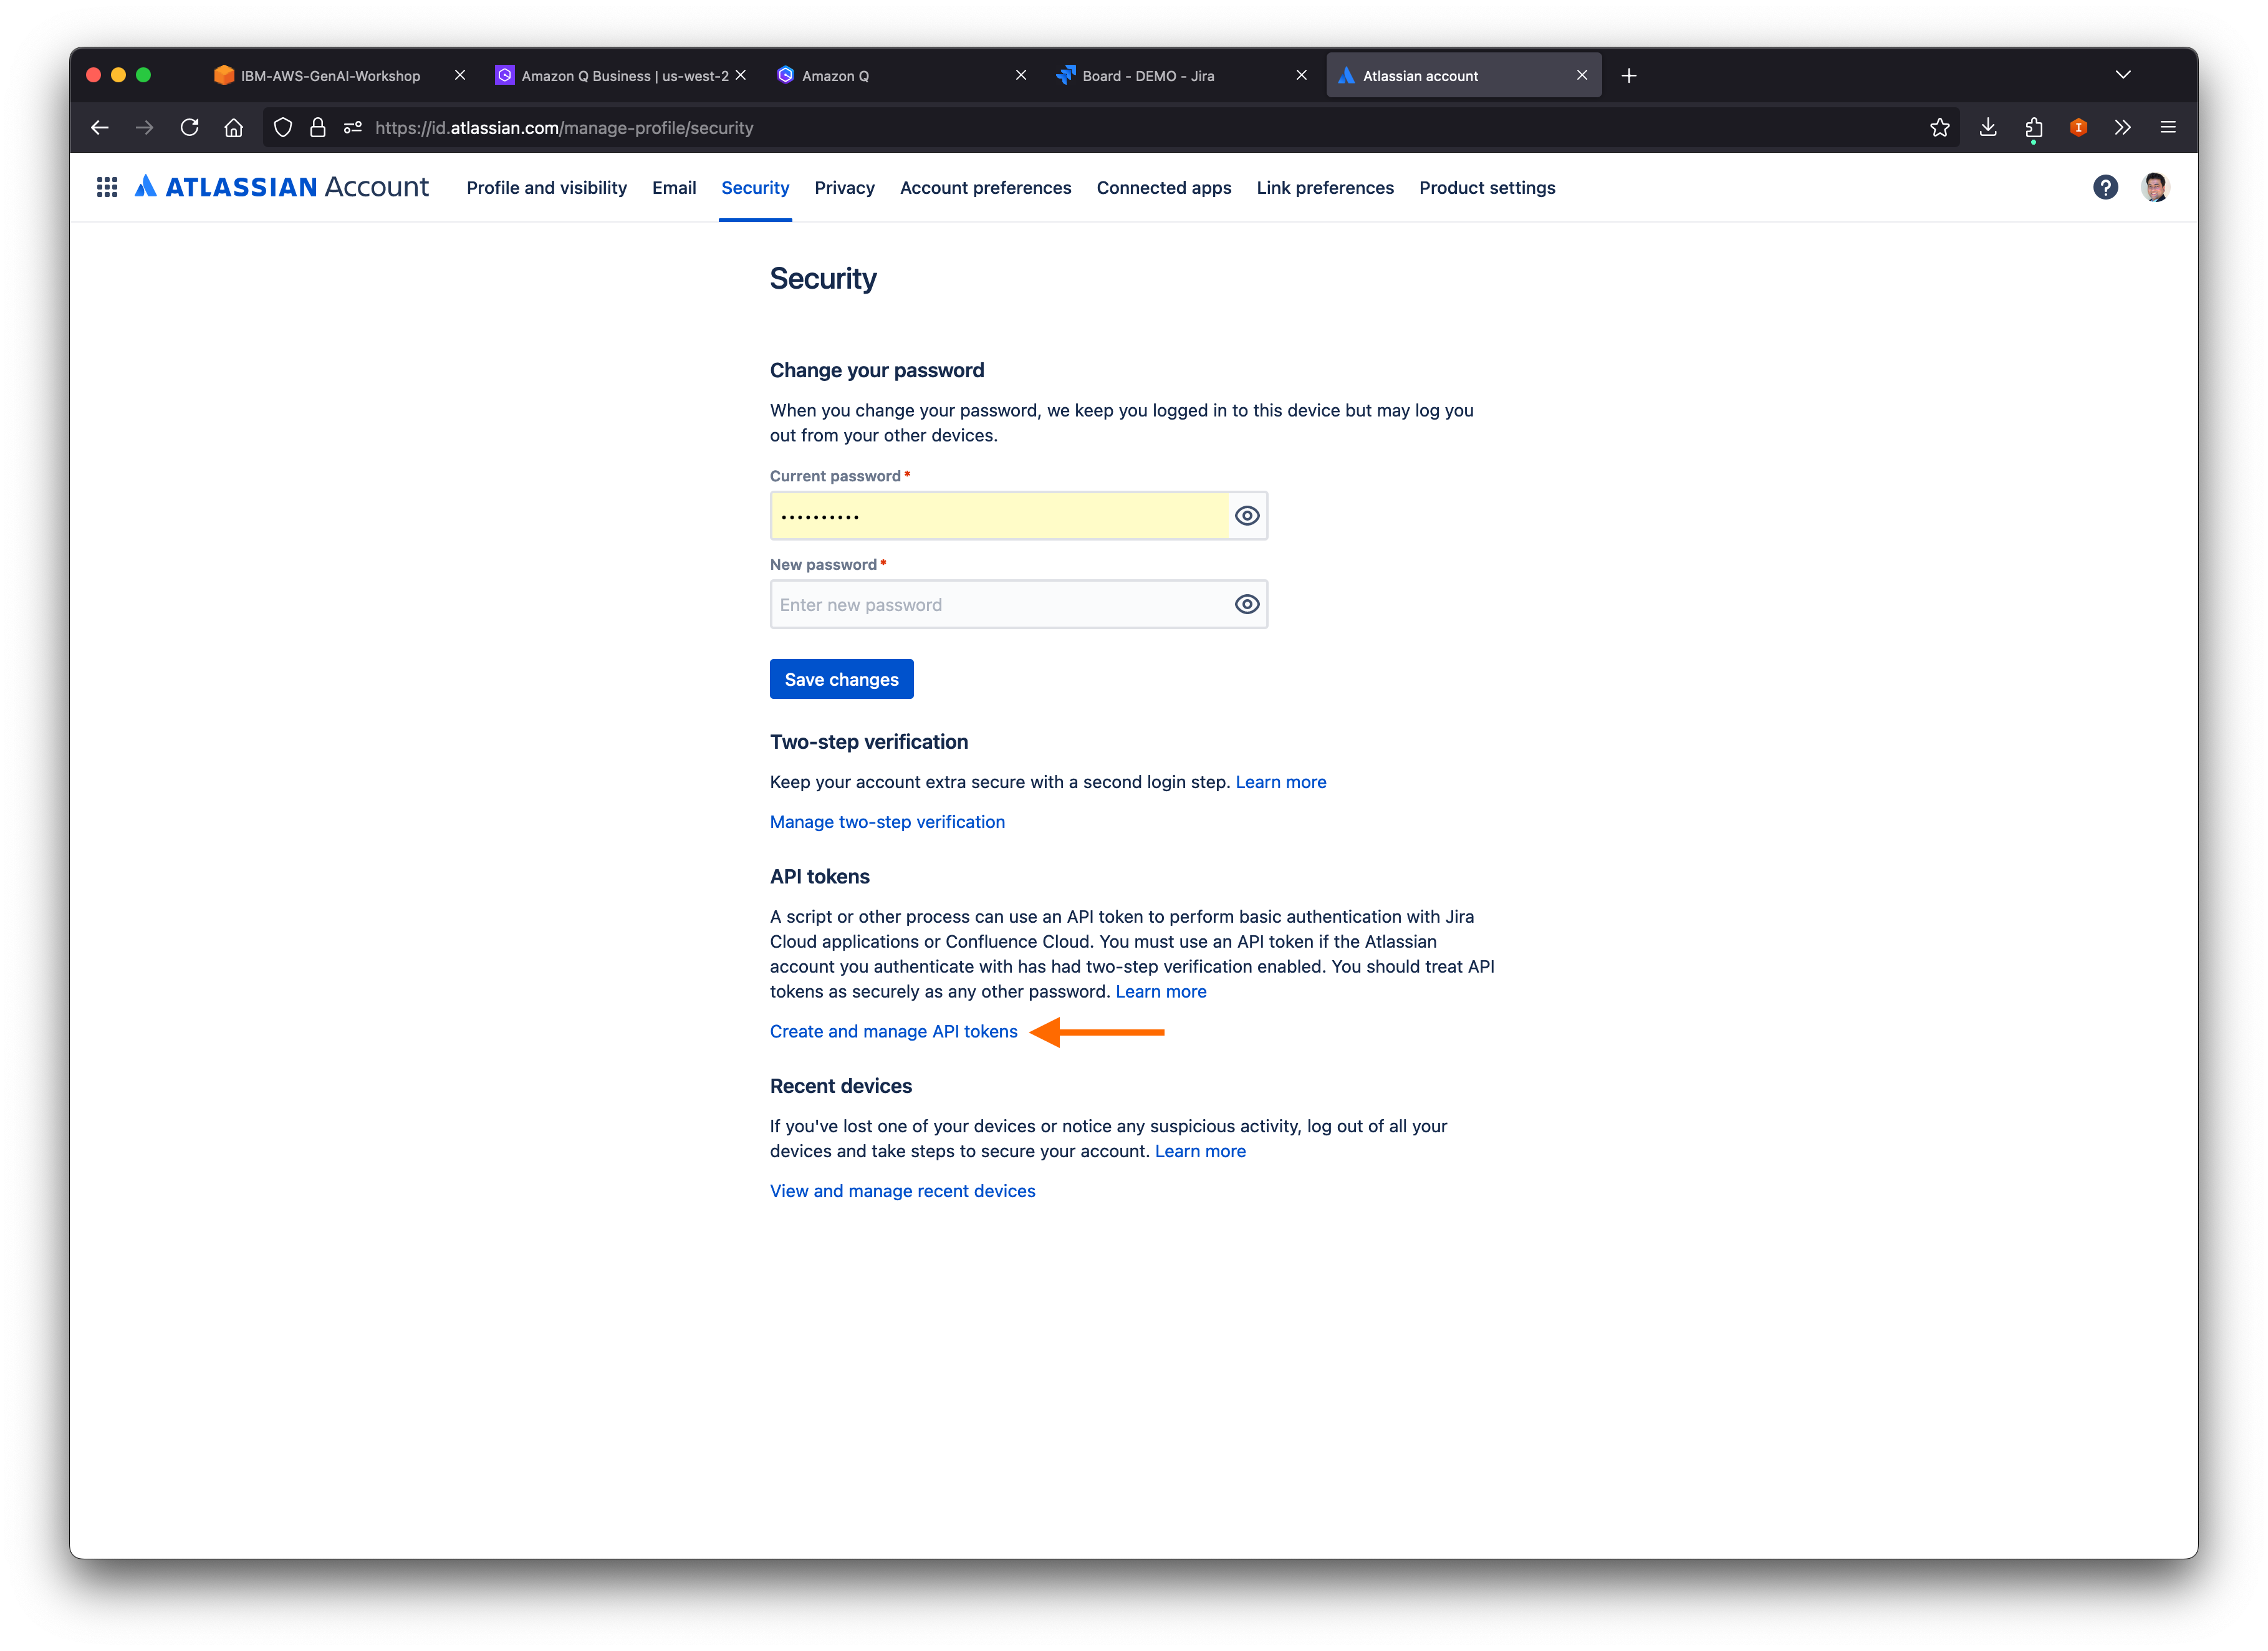 IBM-AWS-GenAI-Workshop
Amazon Q Business | us-west-2
Amazon Q
Board - DEMO - Jira
Atlassian account
https://id.atlassian.com/manage-profile/security
ATLASSIAN Account
Profile and visibility
Email
Security
Privacy
Account preferences
Connected apps
Link preferences
Product settings
Security
Change your password
When you change your password, we keep you logged in to this device but may log you
out from your other devices.
Current password *
••••••••••
New password *
Enter new password
Save changes
Two-step verification
Keep your account extra secure with a second login step. Learn more
Manage two-step verification
API tokens
A script or other process can use an API token to perform basic authentication with Jira
Cloud applications or Confluence Cloud. You must use an API token if the Atlassian
account you authenticate with has had two-step verification enabled. You should treat API
tokens as securely as any other password. Learn more
Create and manage API tokens
Recent devices
If you've lost one of your devices or notice any suspicious activity, log out of all your
devices and take steps to secure your account. Learn more
View and manage recent devices